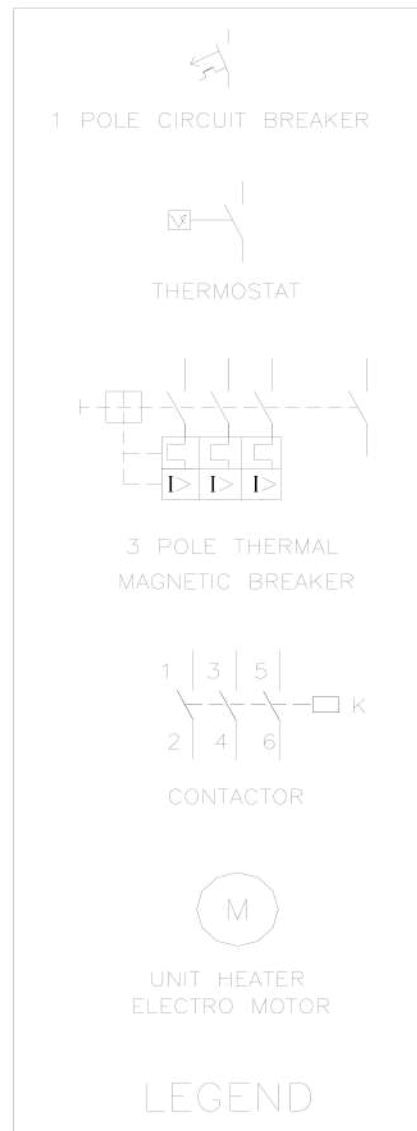 1 POLE CIRCUIT BREAKER
THERMOSTAT
I> I> I>
3 POLE THERMAL
MAGNETIC BREAKER
1 3 5
K
2 4 6
CONTACTOR
M
UNIT HEATER
ELECTRO MOTOR
LEGEND